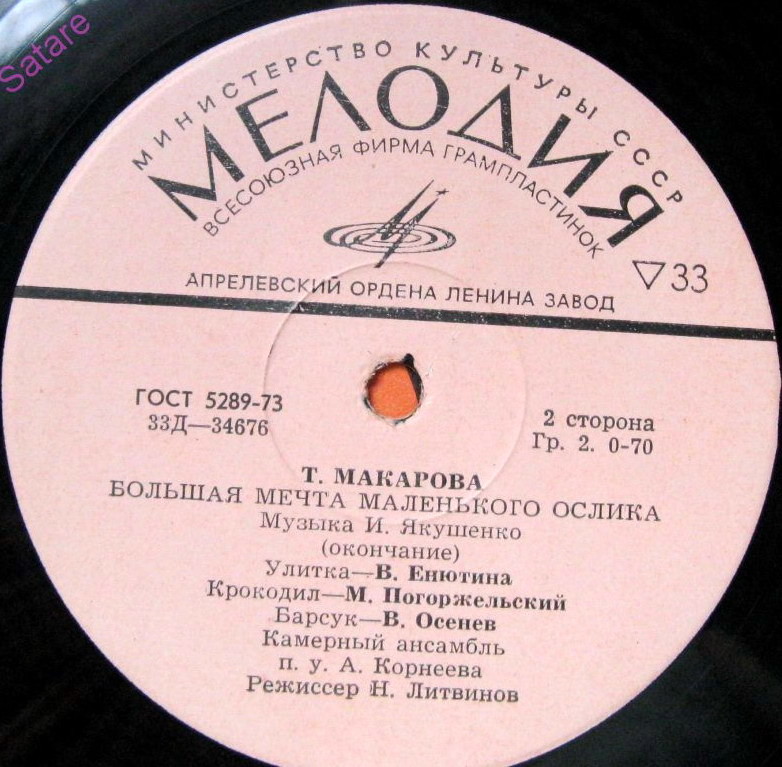 Satare
МИНИСТЕРСТВО КУЛЬТУРЫ СССР
МЕЛОДИЯ
ВСЕСОЮЗНАЯ ФИРМА ГРАМПЛАСТИНОК
33
АПРЕЛЕВСКИЙ ОРДЕНА ЛЕНИНА ЗАВОД
ГОСТ 5289-73
33Д—34676
2 сторона
Гр. 2. 0-70
Т. МАКАРОВА
БОЛЬШАЯ МЕЧТА МАЛЕНЬКОГО ОСЛИКА
Музыка И. Якушенко
(окончание)
Улитка—В. Енютина
Крокодил—М. Погоржельский
Барсук—В. Осенев
Камерный ансамбль
п. у. А. Корнеева
Режиссер Н. Литвинов